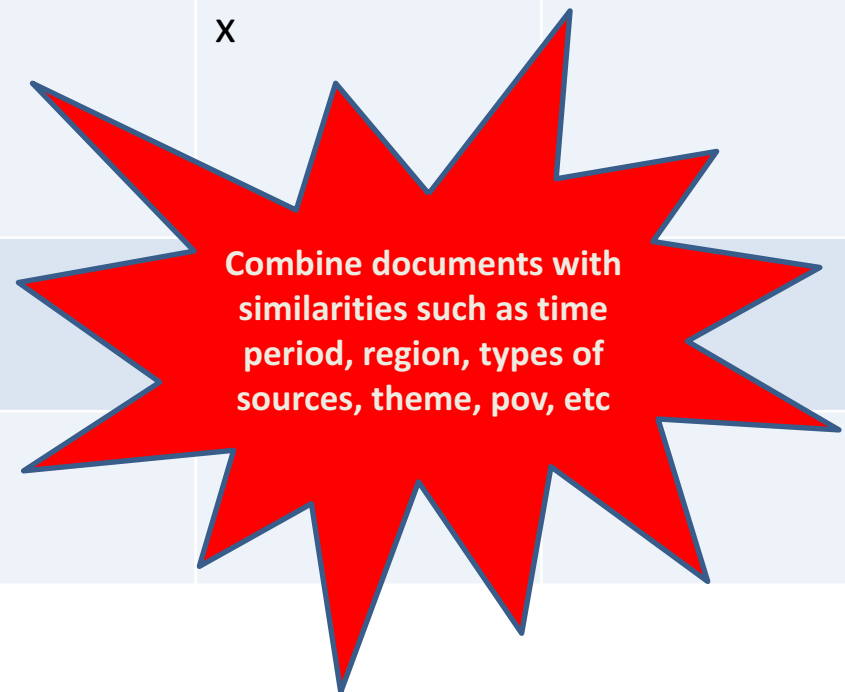 x
Combine documents with
similarities such as time
period, region, types of
sources, theme, pov, etc